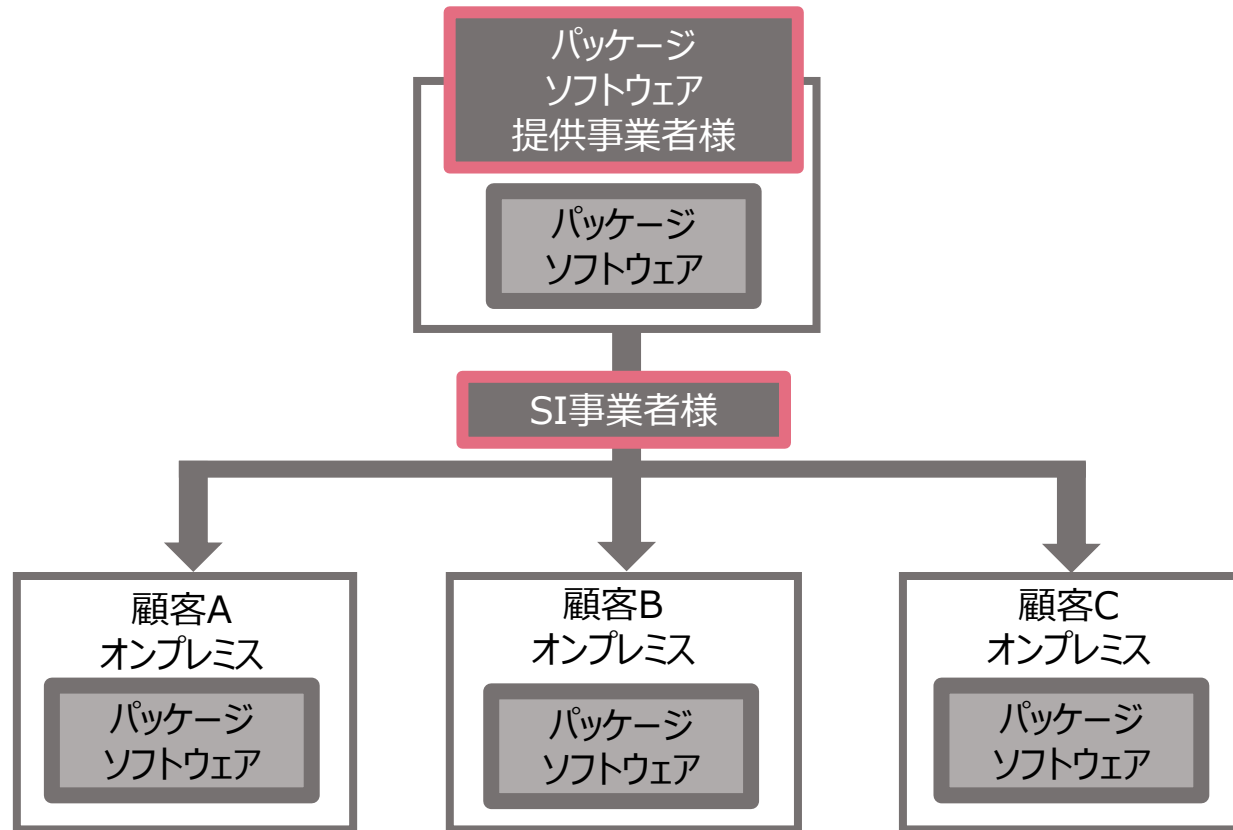 パッケージ
ソフトウェア
提供事業者様
パッケージ
ソフトウェア
SI事業者様
顧客A
オンプレミス
パッケージ
ソフトウェア
顧客B
オンプレミス
パッケージ
ソフトウェア
顧客C
オンプレミス
パッケージ
ソフトウェア